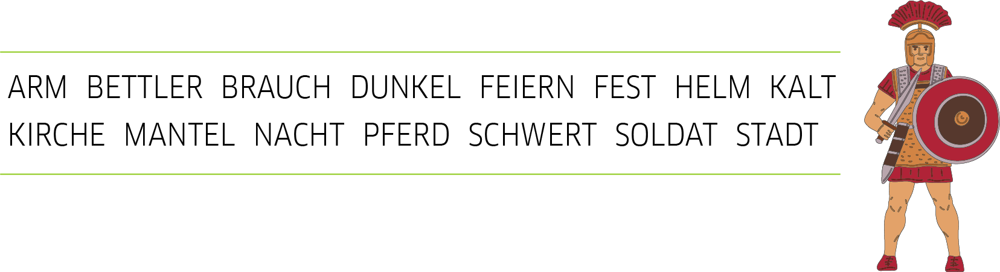 ARM BETTLER BRAUCH DUNKEL FEIERN FEST HELM KALT
KIRCHE MANTEL NACHT PFERD SCHWERT SOLDAT STADT